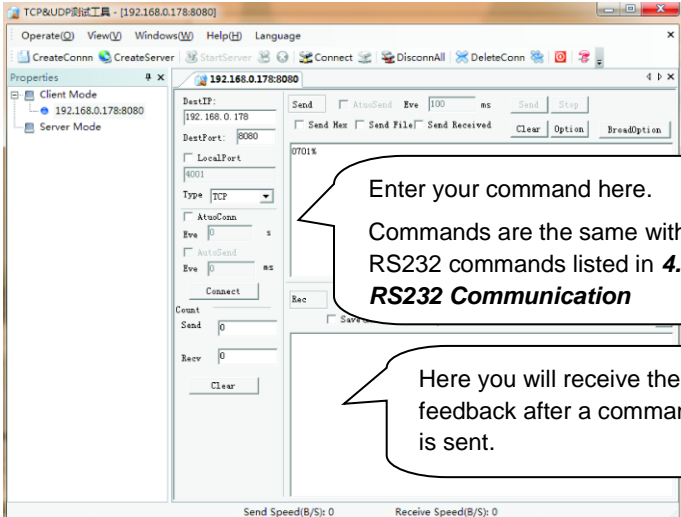 TCP&UDP测试工具 - [192.168.0.178:8080]
Operate(O) View(V) Windows(W) Help(H) Language
CreateConnn CreateServer StartServer Connect DisconnAll DeleteConn
Properties
192.168.0.178:8080
Client Mode
192.168.0.178:8080
Server Mode
DestIP:
192.168.0.178
DestPort: 8080
LocalPort
4001
Type TCP
AtuoConn
Eve 0 s
AutoSend
Eve 0 ms
Connect
Count
Send 0
Recv 0
Clear
Send AtuoSend Eve 100 ms Send Stop
Send Hex Send File Send Received Clear Option BroadOption
0701%
Enter your command here.
Commands are the same with
RS232 commands listed in 4.
RS232 Communication
Rec
Here you will receive the
feedback after a comman
is sent.
Send Speed(B/S): 0 Receive Speed(B/S): 0